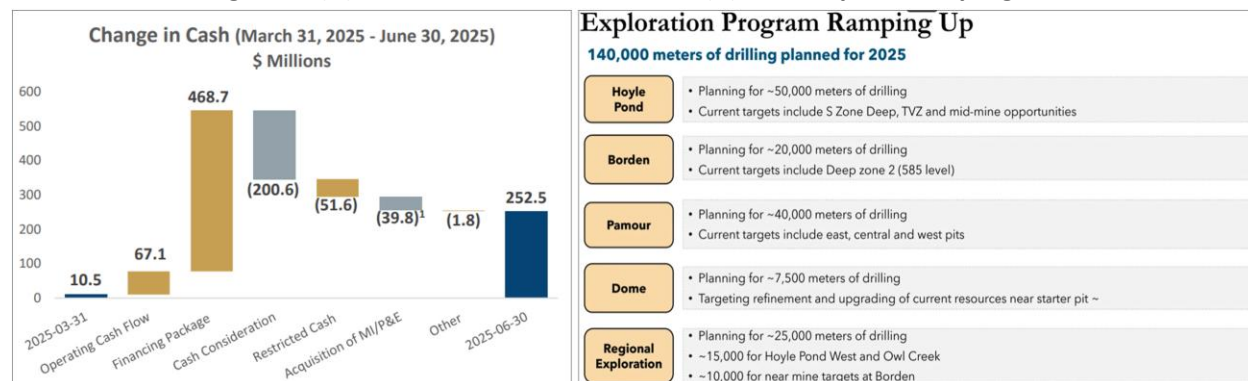 Change in Cash (March 31, 2025 - June 30, 2025)
$ Millions
600
500
400
300
200
100
0
10.5
67.1
468.7
(200.6)
(51.6)
(39.8)¹
(1.8)
252.5
2025-03-31
Operating Cash Flow
Financing Package
Cash Consideration
Restricted Cash
Acquisition of MI/P&E
Other
2025-06-30
Exploration Program Ramping Up
140,000 meters of drilling planned for 2025
Hoyle
Pond
• Planning for ~50,000 meters of drilling
• Current targets include S Zone Deep, TVZ and mid-mine opportunities
Borden
• Planning for ~20,000 meters of drilling
• Current targets include Deep zone 2 (585 level)
Pamour
• Planning for ~40,000 meters of drilling
• Current targets include east, central and west pits
Dome
• Planning for ~7,500 meters of drilling
• Targeting refinement and upgrading of current resources near starter pit ~
Regional
Exploration
• Planning for ~25,000 meters of drilling
• ~15,000 for Hoyle Pond West and Owl Creek
• ~10,000 for near mine targets at Borden